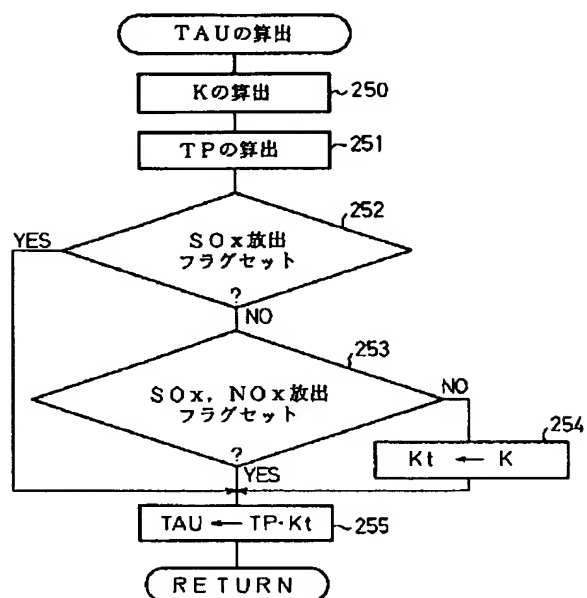 TAUの算出
Kの算出
250
TPの算出
251
252
YES
SOx放出
フラグセット
?
NO
253
SOx, NOx放出
フラグセット
?
NO
254
YES
Kt ← K
TAU ← TP·Kt
255
RETURN